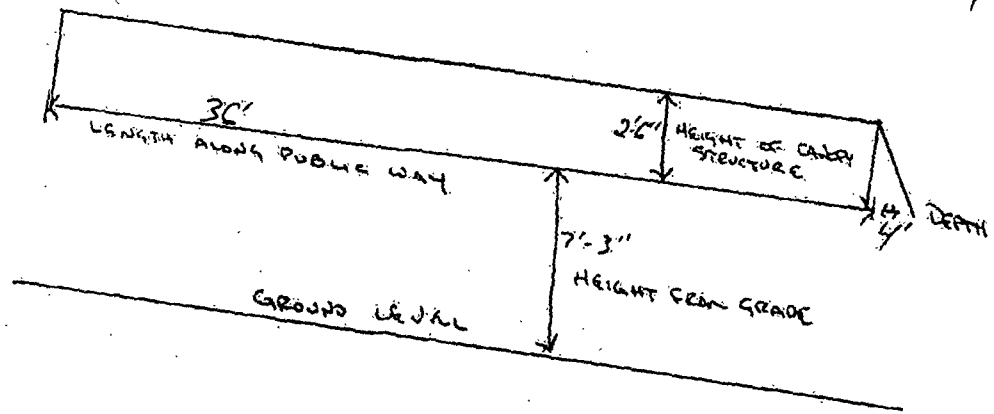 36'
LENGTH ALONG PUBLIC WAY
2'6"
HEIGHT OF CANOPY
STRUCTURE
4'
DEPTH
7'-3"
HEIGHT FROM GRADE
GROUND LEVEL